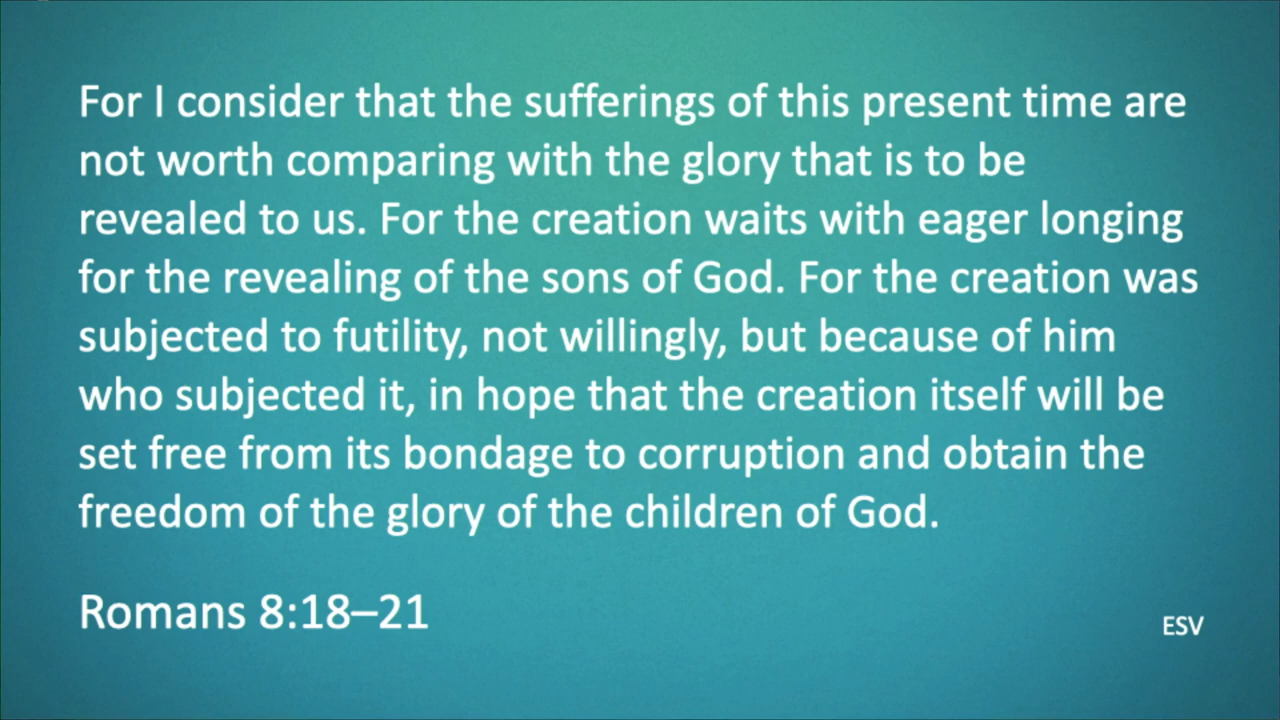 For I consider that the sufferings of this present time are
not worth comparing with the glory that is to be
revealed to us. For the creation waits with eager longing
for the revealing of the sons of God. For the creation was
subjected to futility, not willingly, but because of him
who subjected it, in hope that the creation itself will be
set free from its bondage to corruption and obtain the
freedom of the glory of the children of God.
Romans 8:18–21
ESV